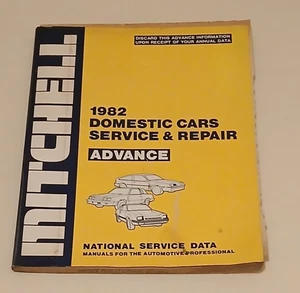 DISCARD THIS ADVANCE INFORMATION
UPON RECEIPT OF YOUR ANNUAL DATA
MITCHELL
1982
DOMESTIC CARS
SERVICE & REPAIR
ADVANCE
NATIONAL SERVICE DATA
MANUALS FOR THE AUTOMOTIVE PROFESSIONAL